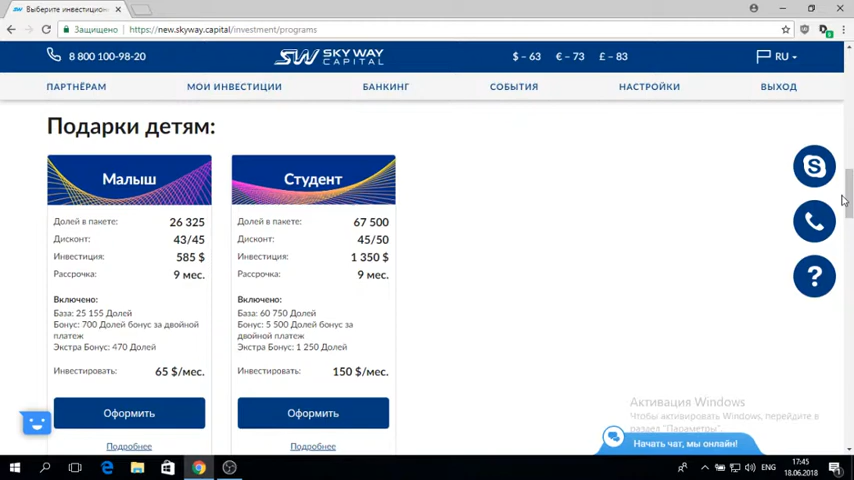 Выберите инвестицион
Защищено
https://new.skyway.capital/investment/programs
8 800 100-98-20
SW SKY WAY CAPITAL
$ – 63 € – 73 £ – 83
RU
ПАРТНЁРАМ МОИ ИНВЕСТИЦИИ БАНКИНГ СОБЫТИЯ НАСТРОЙКИ ВЫХОД
Подарки детям:
Малыш
Долей в пакете: 26 325
Дисконт: 43/45
Инвестиция: 585 $
Рассрочка: 9 мес.
Включено:
База: 25 155 Долей
Бонус: 700 Долей бонус за двойной
платеж
Экстра Бонус: 470 Долей
Инвестировать: 65 $/мес.
Оформить
Подробнее
Студент
Долей в пакете: 67 500
Дисконт: 45/50
Инвестиция: 1 350 $
Рассрочка: 9 мес.
Включено:
База: 60 750 Долей
Бонус: 5 500 Долей бонус за
двойной платеж
Экстра Бонус: 1 250 Долей
Инвестировать: 150 $/мес.
Оформить
Подробнее
?
Активация Windows
Чтобы активировать Windows, перейдите в
раздел "Параметры".
Начать чат, мы онлайн!
ENG
17:45
18.06.2018